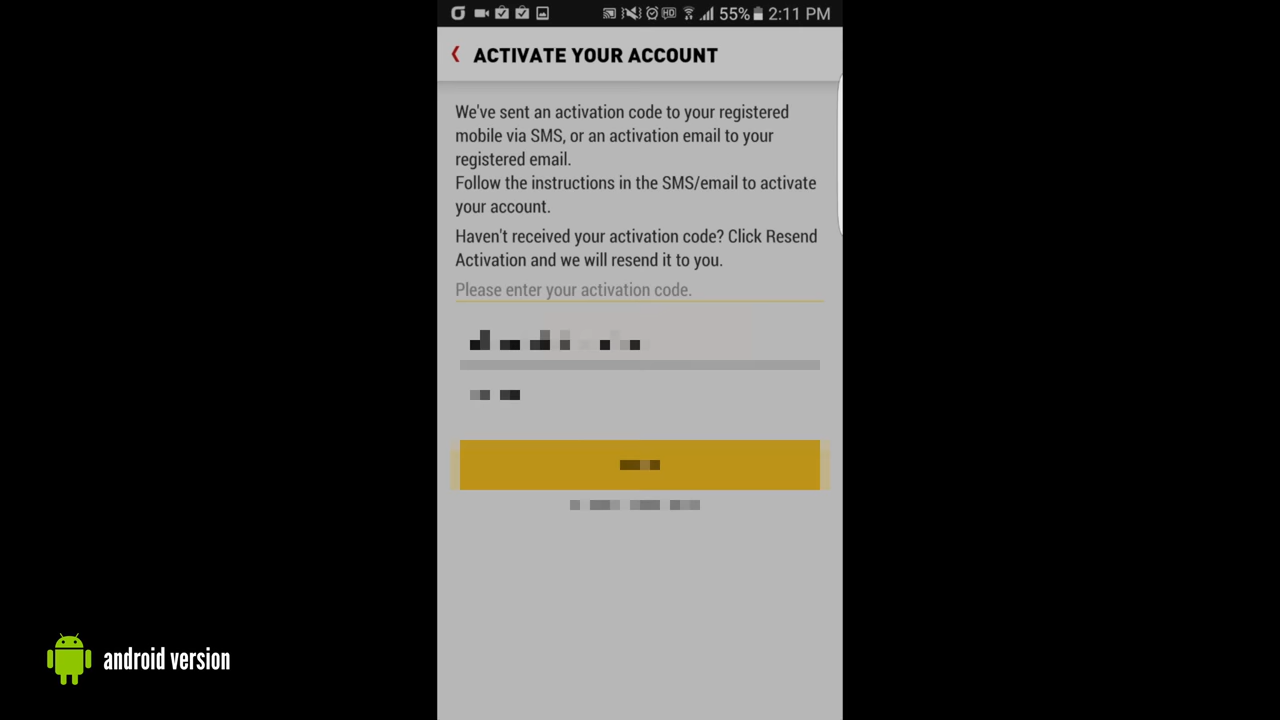 55% 2:11 PM
ACTIVATE YOUR ACCOUNT
We've sent an activation code to your registered
mobile via SMS, or an activation email to your
registered email.
Follow the instructions in the SMS/email to activate
your account.
Haven't received your activation code? Click Resend
Activation and we will resend it to you.
Please enter your activation code.
android version